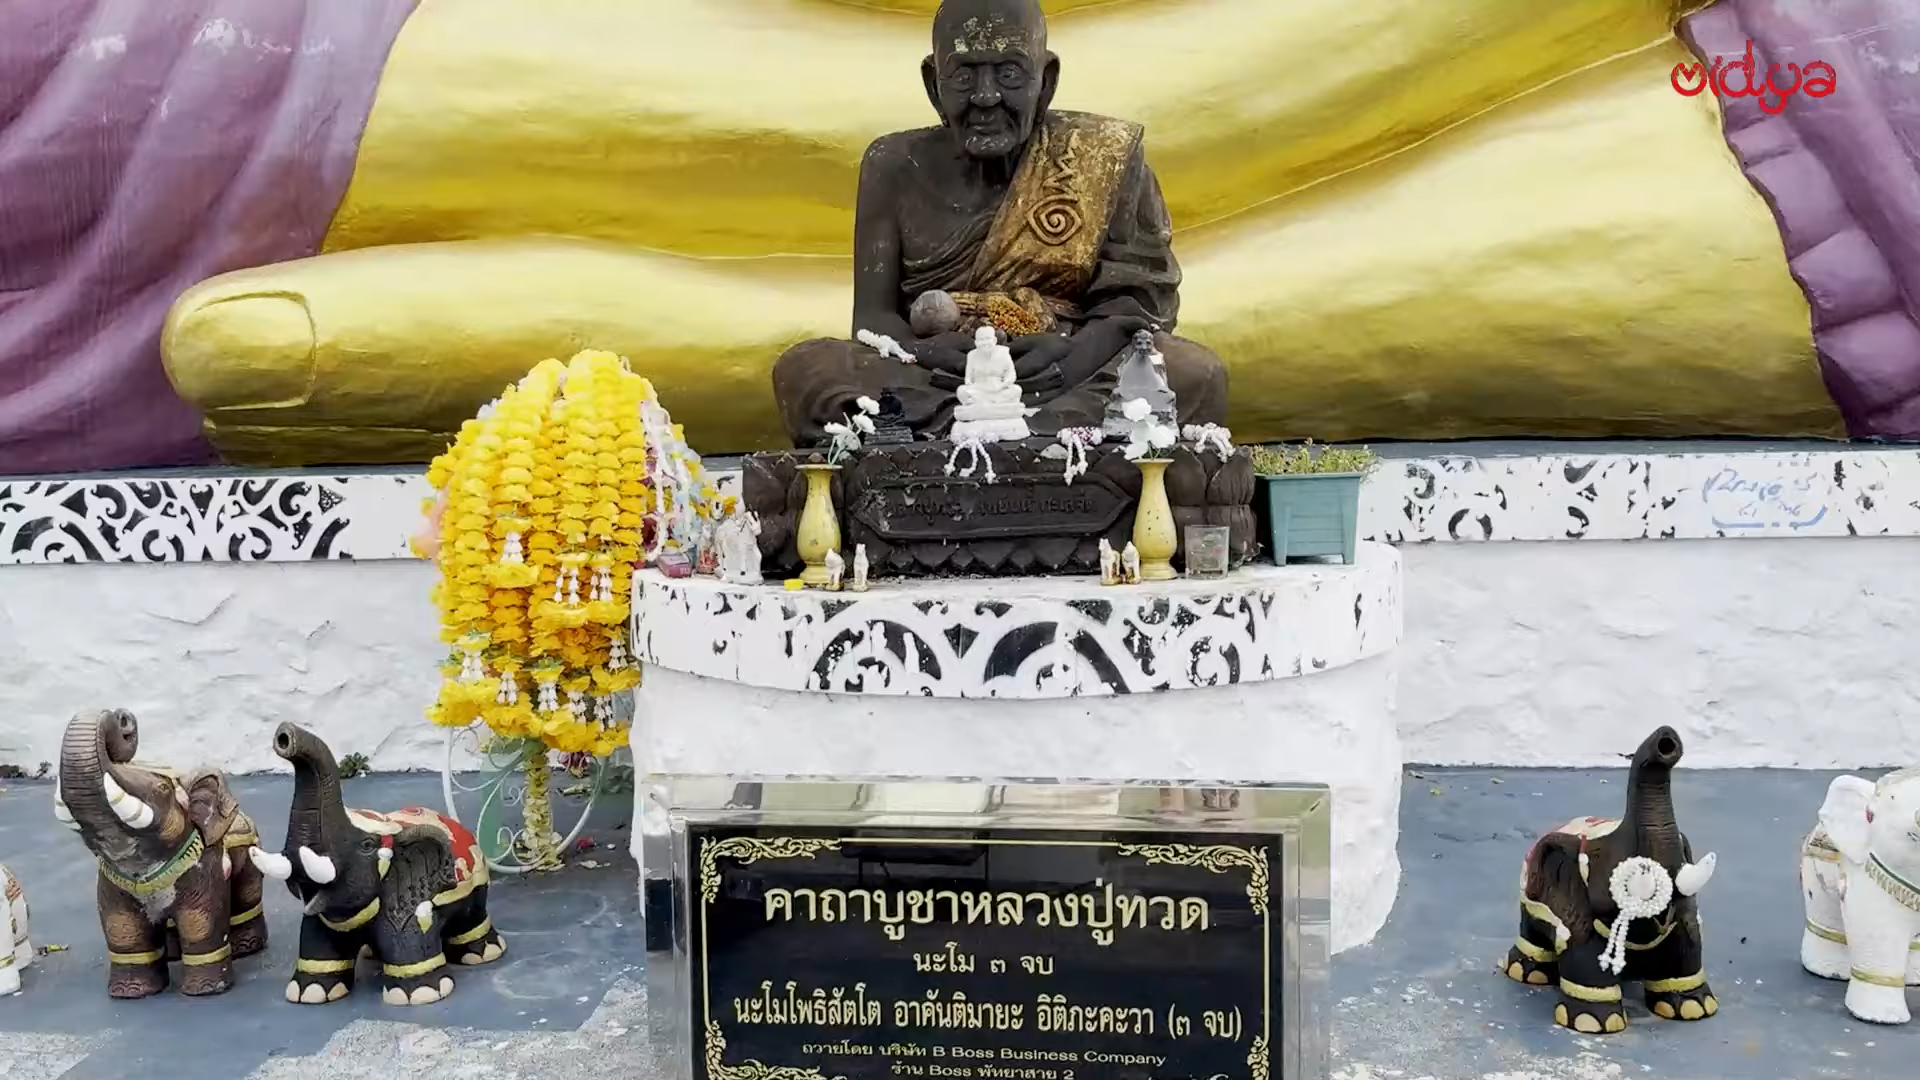 vidya
คาถาบูชาหลวงปู่ทวด
นะโม ๓ จบ
นะโมโพธิสัตโต อาคันติมายะ อิติภะคะวา (๓ จบ)
ถวายโดย บริษัท B Boss Business Company
ร้าน Boss พัทยาสาย 2